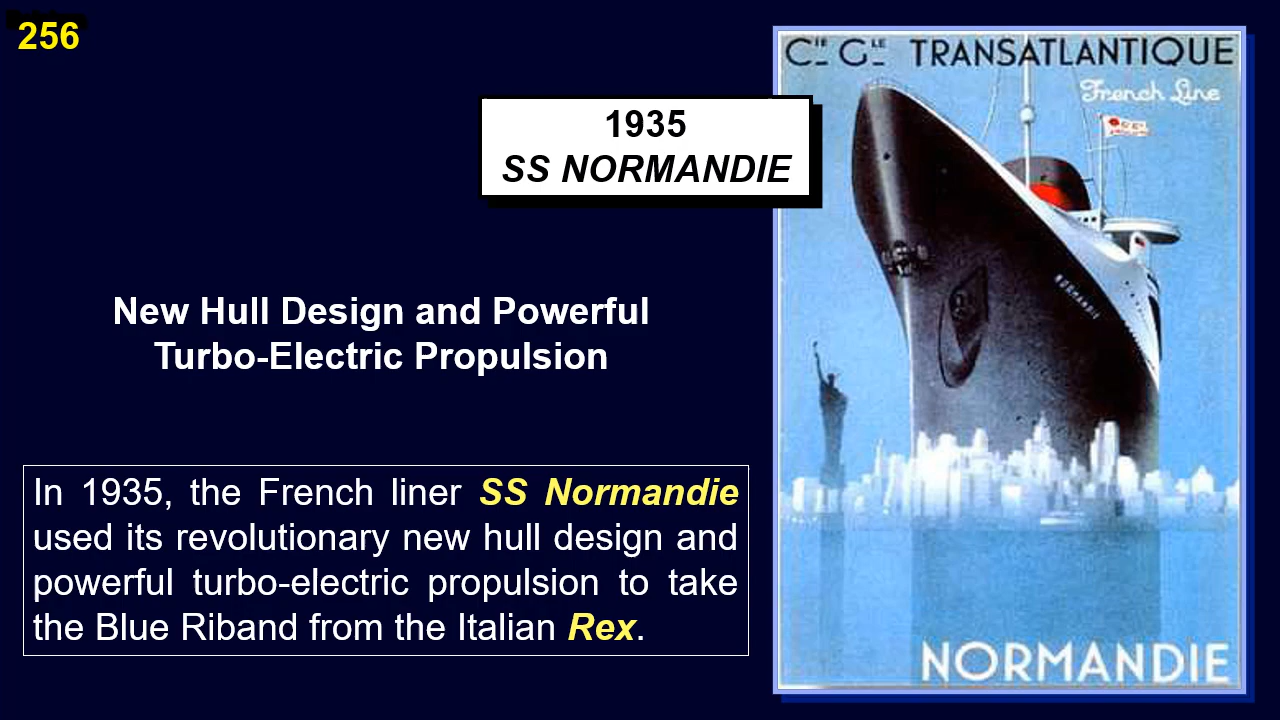 256
1935
SS NORMANDIE
New Hull Design and Powerful
Turbo-Electric Propulsion
In 1935, the French liner SS Normandie
used its revolutionary new hull design and
powerful turbo-electric propulsion to take
the Blue Riband from the Italian Rex.
CIE GLE TRANSATLANTIQUE
French Line
NORMANDIE
NORMANDIE